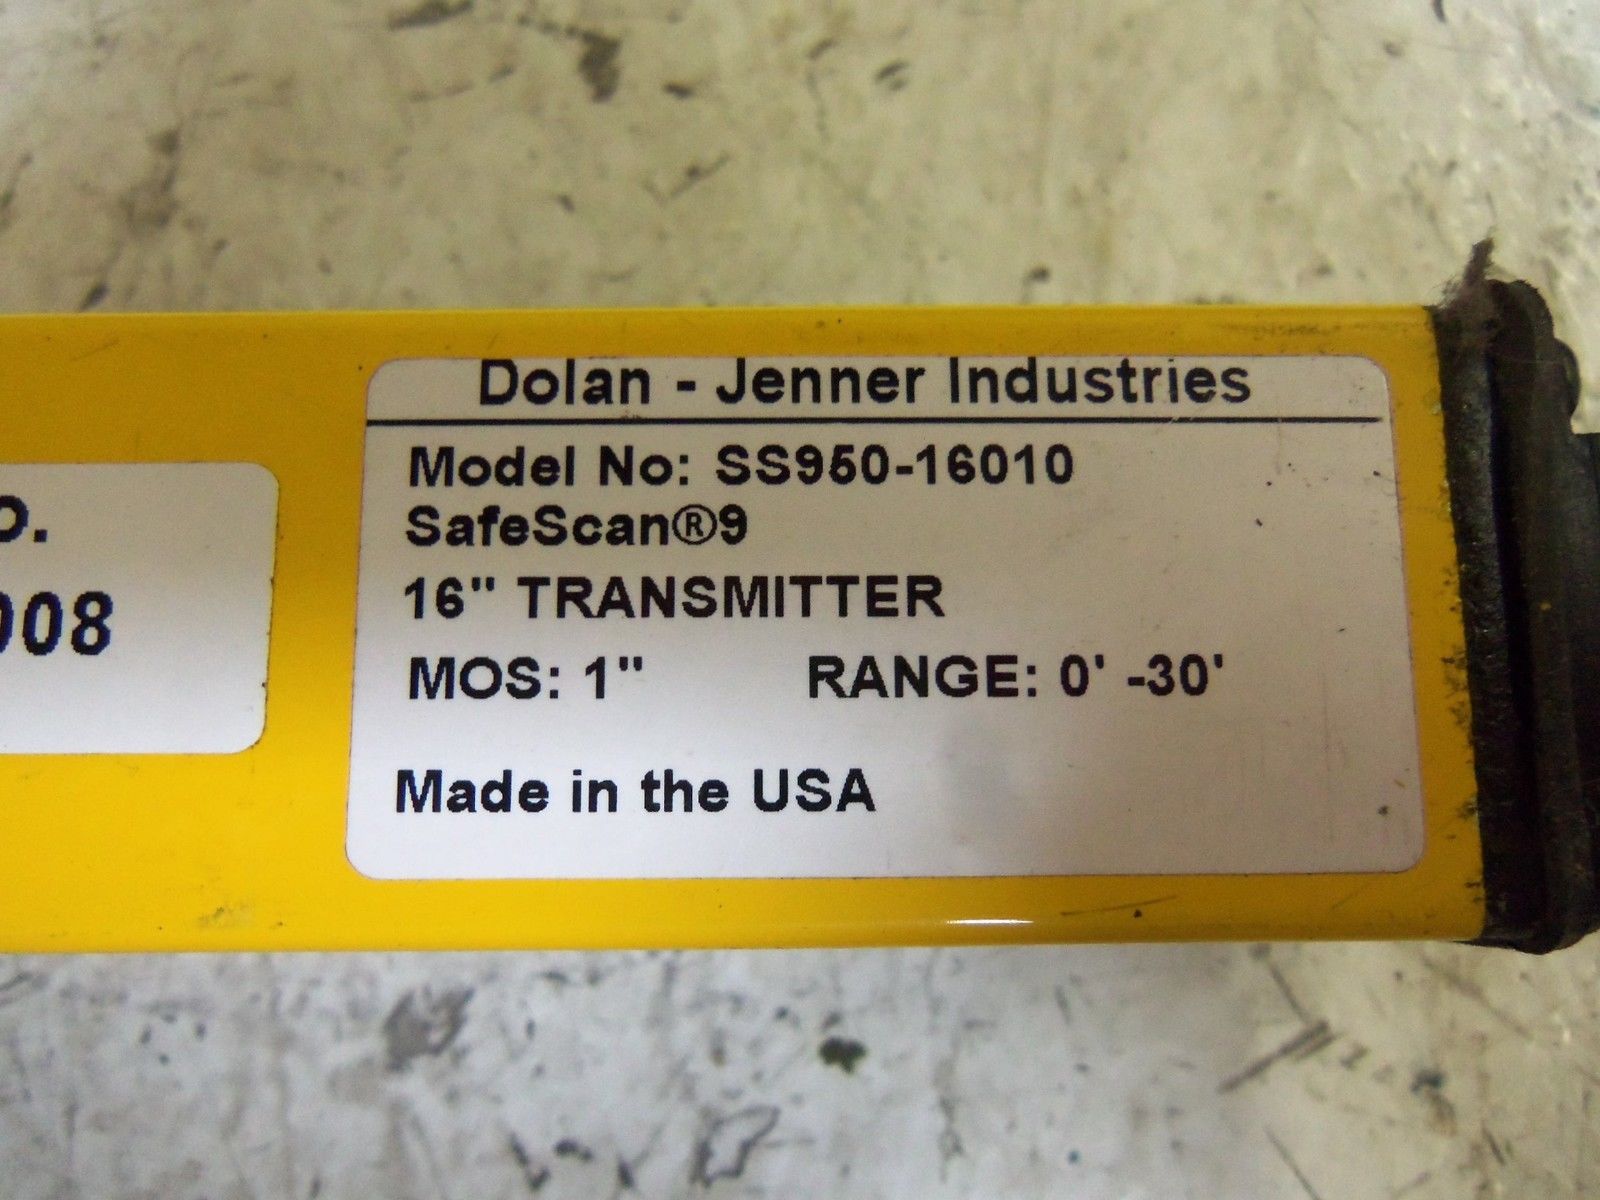 Dolan - Jenner Industries
Model No: SS950-16010
SafeScan®9
16" TRANSMITTER
MOS: 1" RANGE: 0' -30'
Made in the USA
o.
008